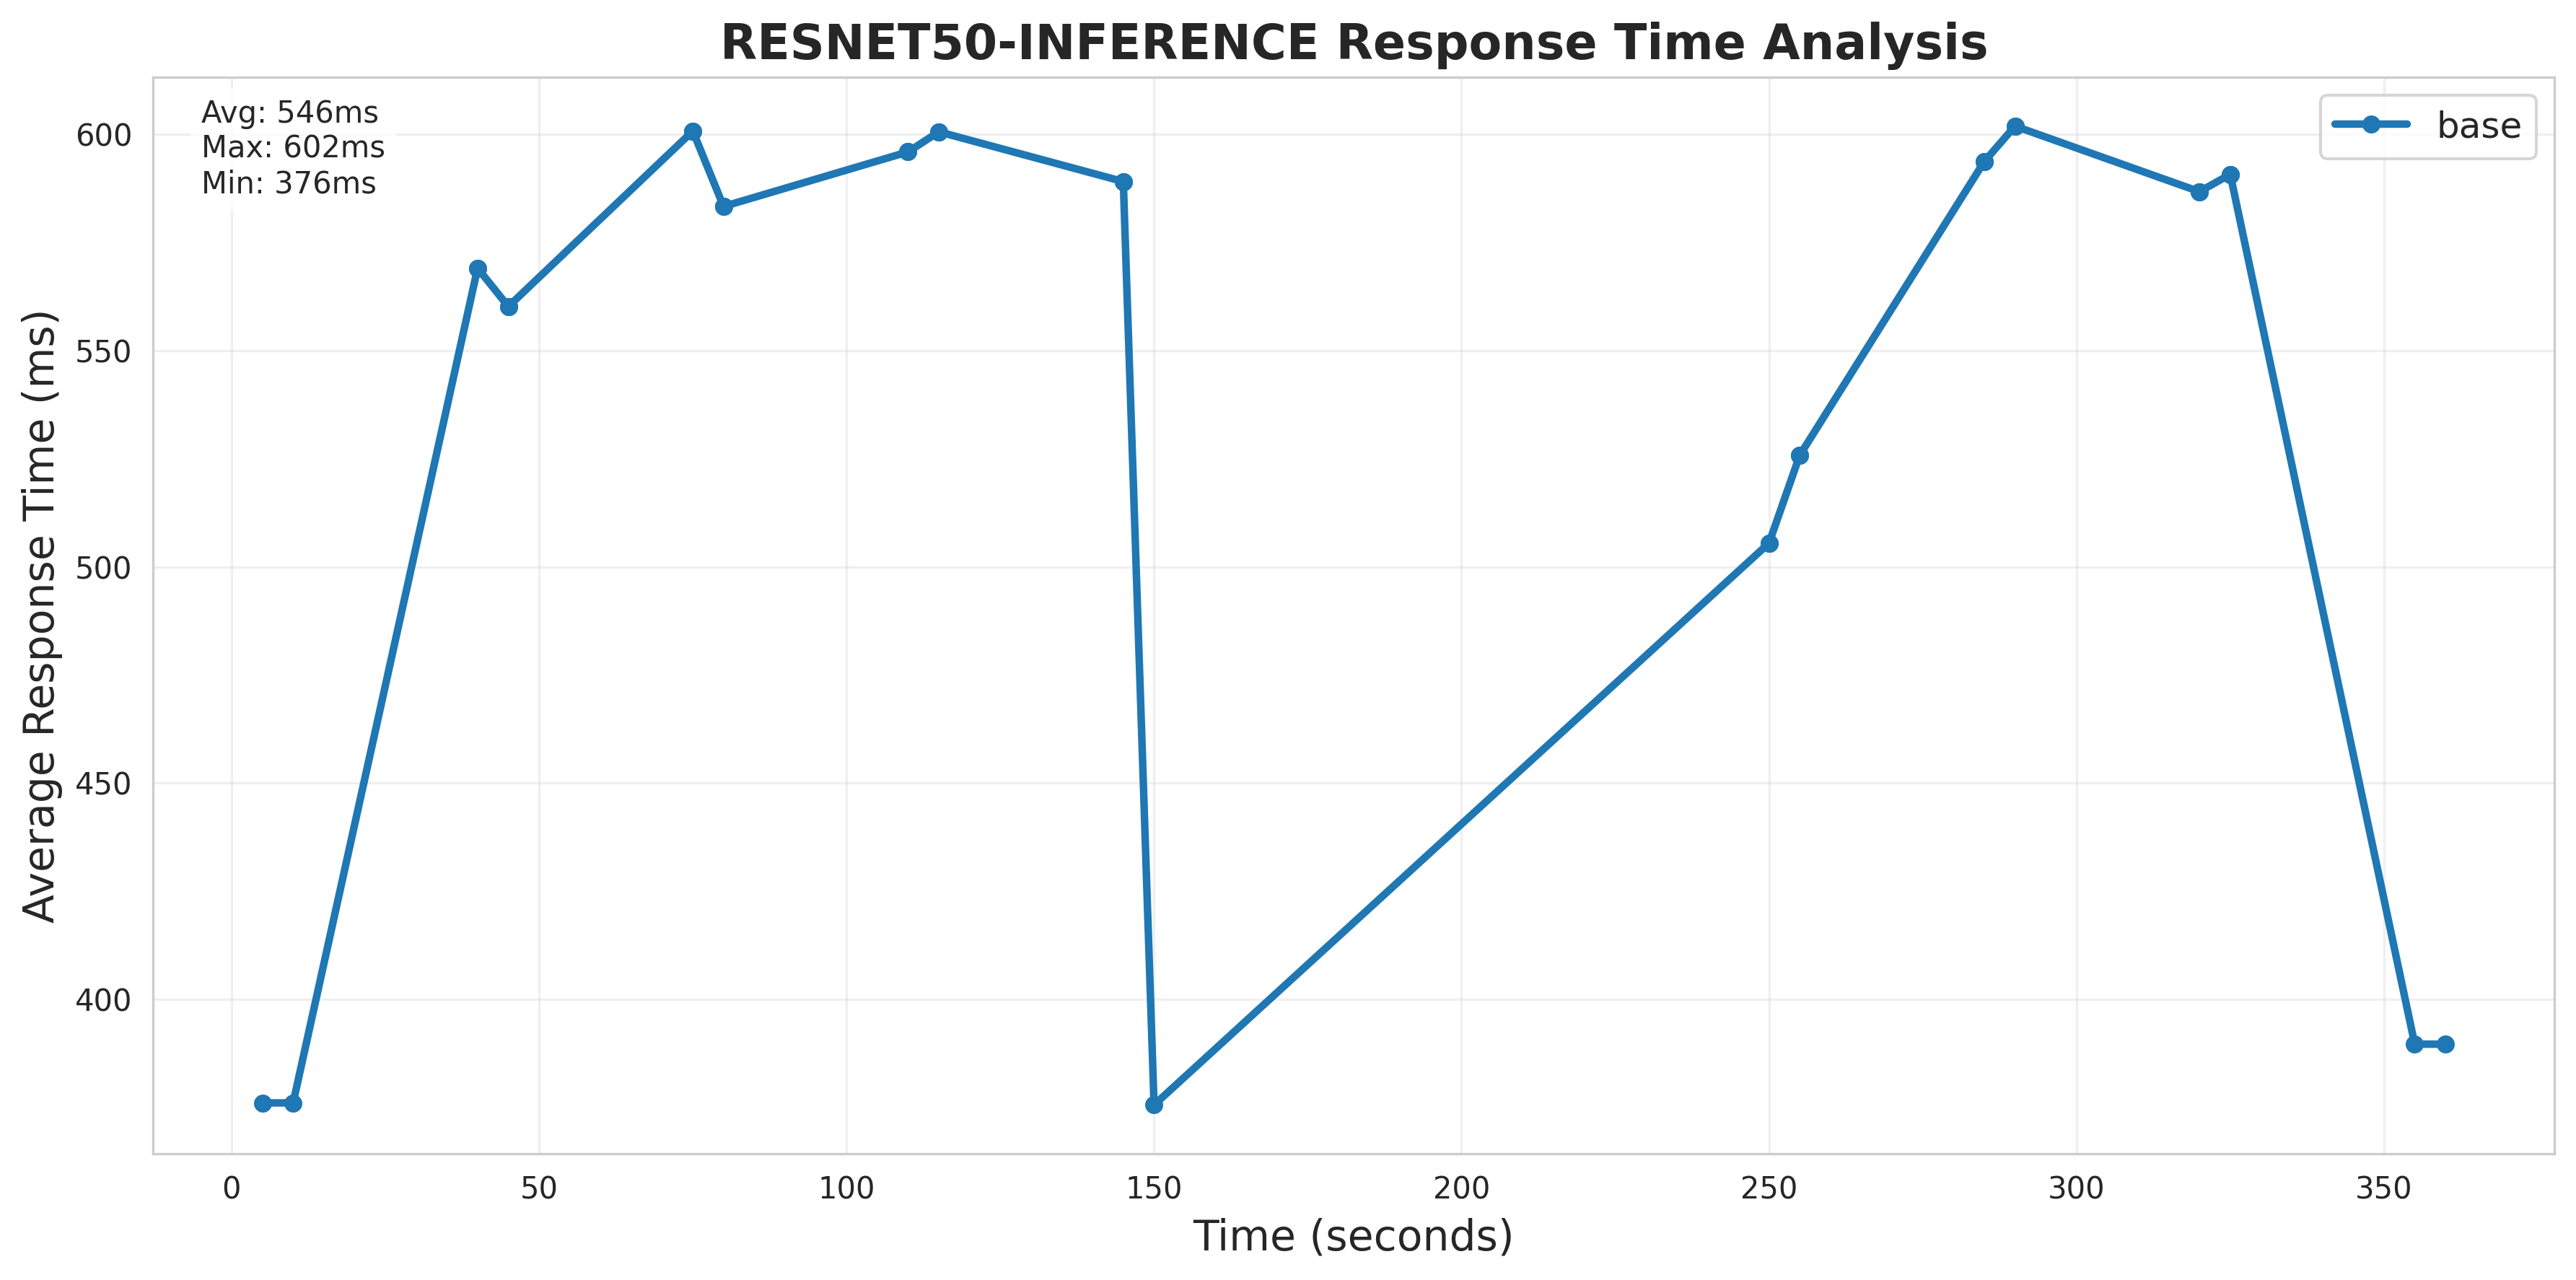 RESNET50-INFERENCE Response Time Analysis
Avg: 546ms
Max: 602ms
Min: 376ms
base
Average Response Time (ms)
600
550
500
450
400
0 50 100 150 200 250 300 350
Time (seconds)